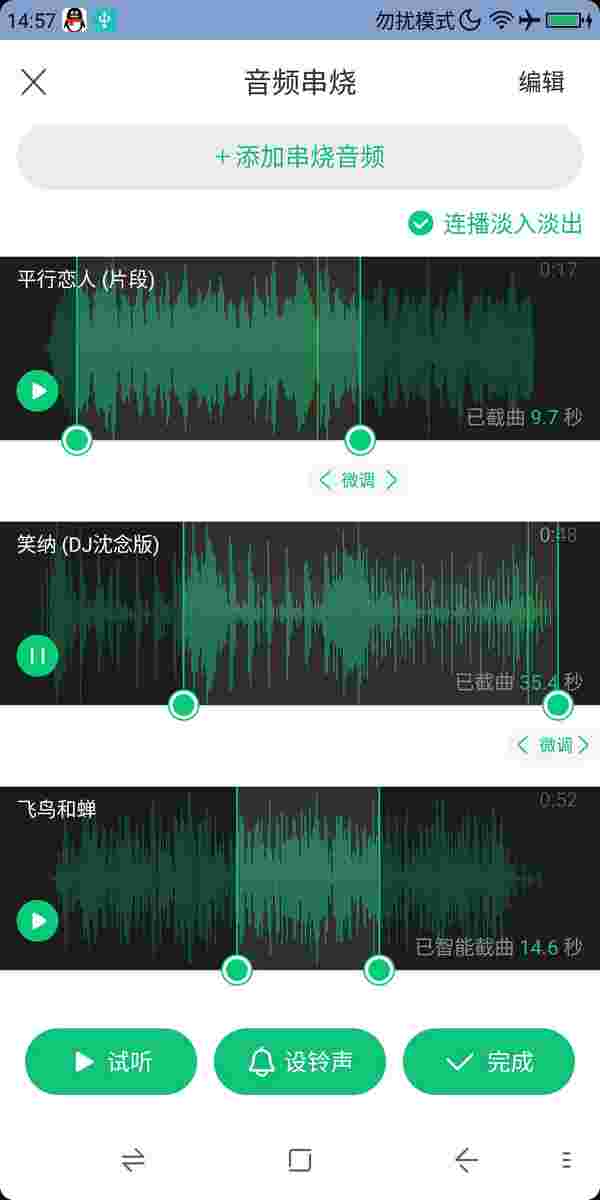 14:57
勿扰模式
音频串烧
编辑
+添加串烧音频
连播淡入淡出
平行恋人 (片段)
0:17
已截曲 9.7 秒
微调
笑纳 (DJ沈念版)
0:48
已截曲 35.4 秒
微调
飞鸟和蝉
0:52
已智能截曲 14.6 秒
试听
设铃声
完成